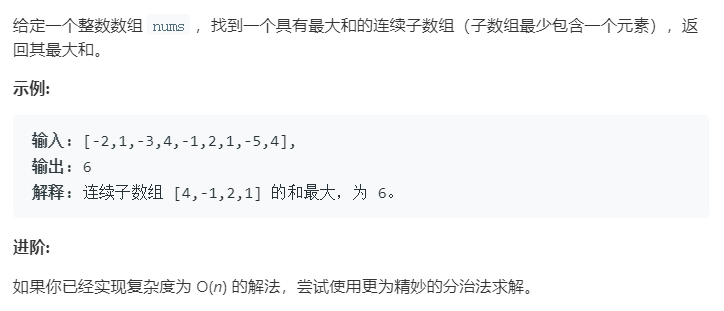 给定一个整数数组 nums ，找到一个具有最大和的连续子数组（子数组最少包含一个元素），返
回其最大和。
示例:
输入: [-2,1,-3,4,-1,2,1,-5,4],
输出: 6
解释: 连续子数组 [4,-1,2,1] 的和最大，为 6。
进阶:
如果你已经实现复杂度为 O(n) 的解法，尝试使用更为精妙的分治法求解。